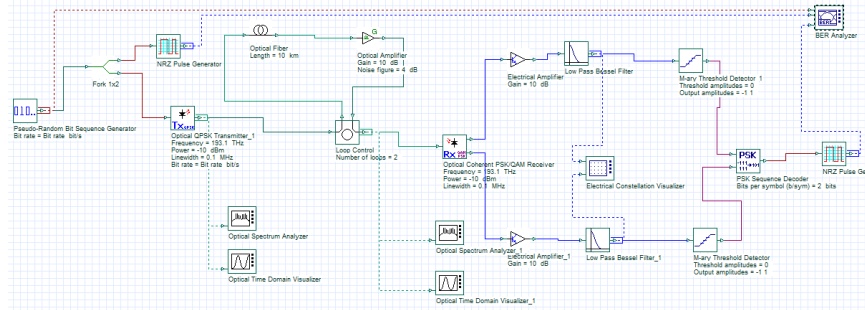 BER Analyzer
G
Optical Fiber
Length = 10 km
Optical Amplifier
Gain = 10 dB
Noise figure = 4 dB
NRZ Pulse Generator
Fork 1x2
Electrical Amplifier
Gain = 10 dB
Low Pass Bessel Filter
M-ary Threshold Detector 1
Threshold amplitudes = 0
Output amplitudes = -1 1
Pseudo-Random Bit Sequence Generator
Bit rate = Bit rate bit/s
Tx
Optical QPSK Transmitter_1
Frequency = 193.1 THz
Power = -10 dBm
Linewidth = 0.1 MHz
Bit rate = Bit rate bit/s
Loop Control
Number of loops = 2
Rx
Optical Coherent PSK/QAM Receiver
Frequency = 193.1 THz
Power = -10 dBm
Linewidth = 0.1 MHz
Electrical Constellation Visualizer
PSK
PSK Sequence Decoder
Bits per symbol (b/sym) = 2 bits
NRZ Pulse Ge
Optical Spectrum Analyzer
Optical Time Domain Visualizer
Optical Spectrum Analyzer_1
Electrical Amplifier_1
Gain = 10 dB
Low Pass Bessel Filter_1
M-ary Threshold Detector
Threshold amplitudes = 0
Output amplitudes = -1 1
Optical Time Domain Visualizer_1